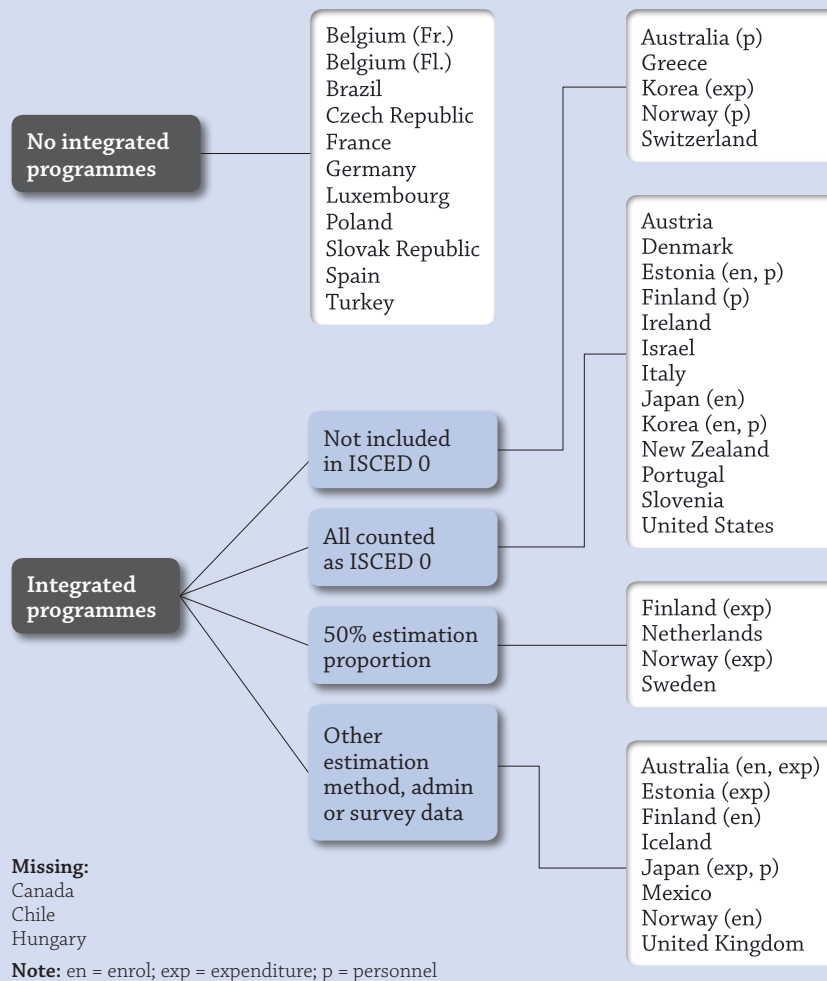 No integrated
programmes
Belgium (Fr.)
Belgium (Fl.)
Brazil
Czech Republic
France
Germany
Luxembourg
Poland
Slovak Republic
Spain
Turkey
Integrated
programmes
Not included
in ISCED 0
Australia (p)
Greece
Korea (exp)
Norway (p)
Switzerland
All counted
as ISCED 0
Austria
Denmark
Estonia (en, p)
Finland (p)
Ireland
Israel
Italy
Japan (en)
Korea (en, p)
New Zealand
Portugal
Slovenia
United States
50% estimation
proportion
Finland (exp)
Netherlands
Norway (exp)
Sweden
Other
estimation
method, admin
or survey data
Australia (en, exp)
Estonia (exp)
Finland (en)
Iceland
Japan (exp, p)
Mexico
Norway (en)
United Kingdom
Missing:
Canada
Chile
Hungary
Note: en = enrol; exp = expenditure; p = personnel